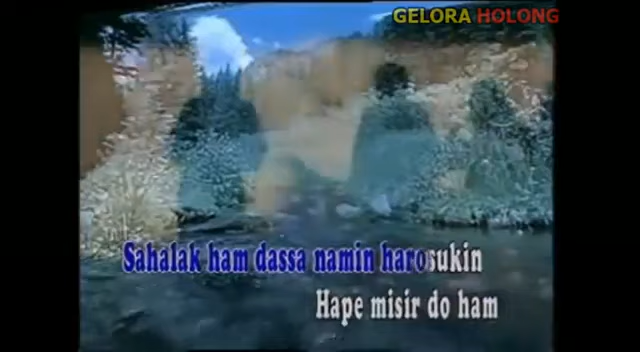 GELORA HOLONG
Sahalak ham dassa namin harosukin
Hape misir do ham